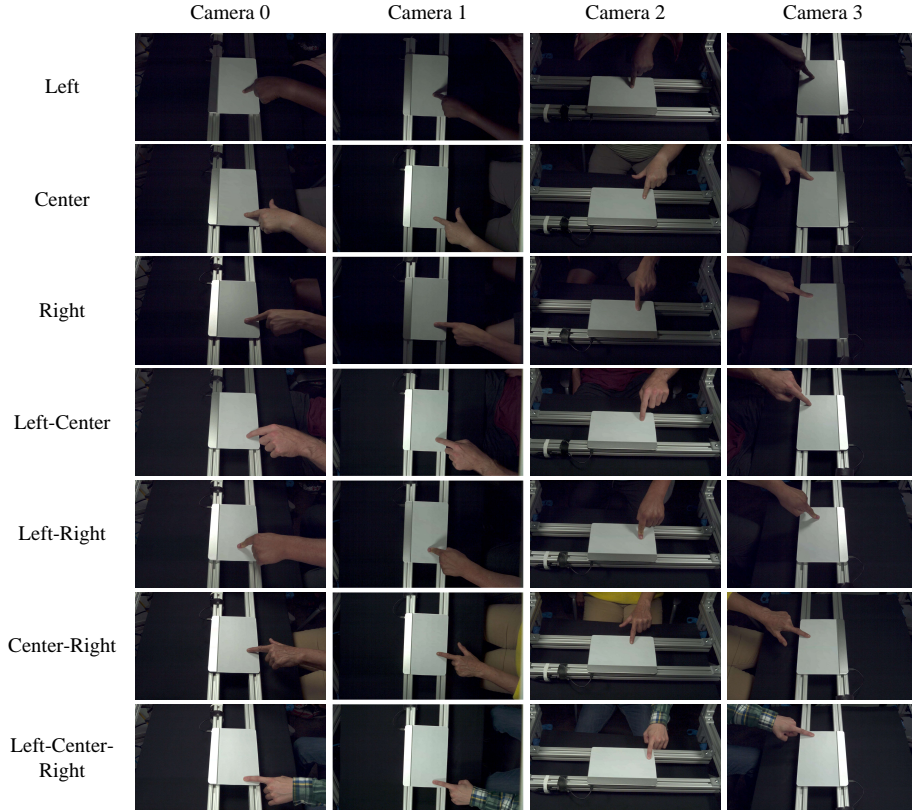 Camera 0 Camera 1 Camera 2 Camera 3
Left
Center
Right
Left-Center
Left-Right
Center-Right
Left-Center-
Right